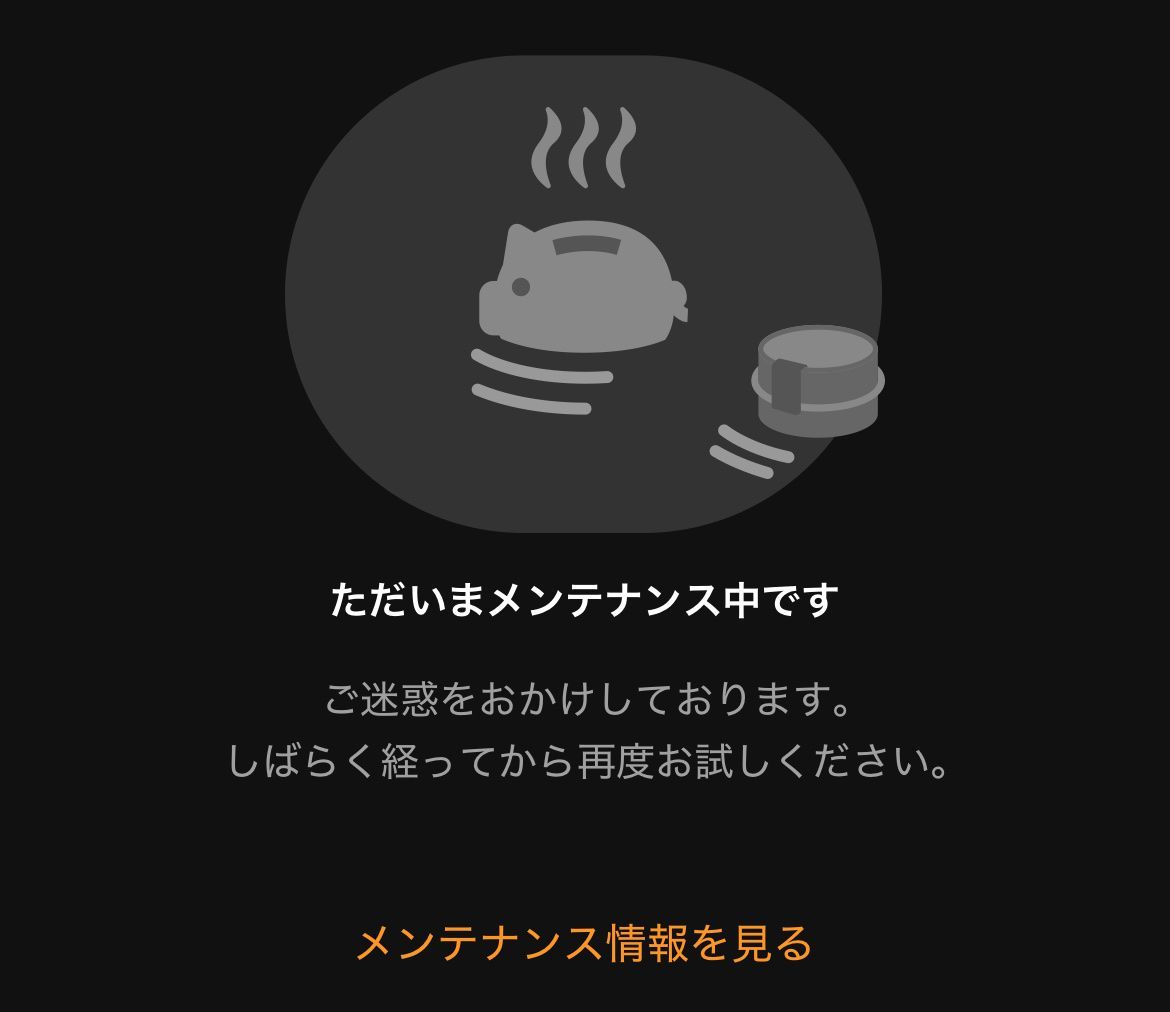 ただいまメンテナンス中です
ご迷惑をおかけしております。
しばらく経ってから再度お試しください。
メンテナンス情報を見る